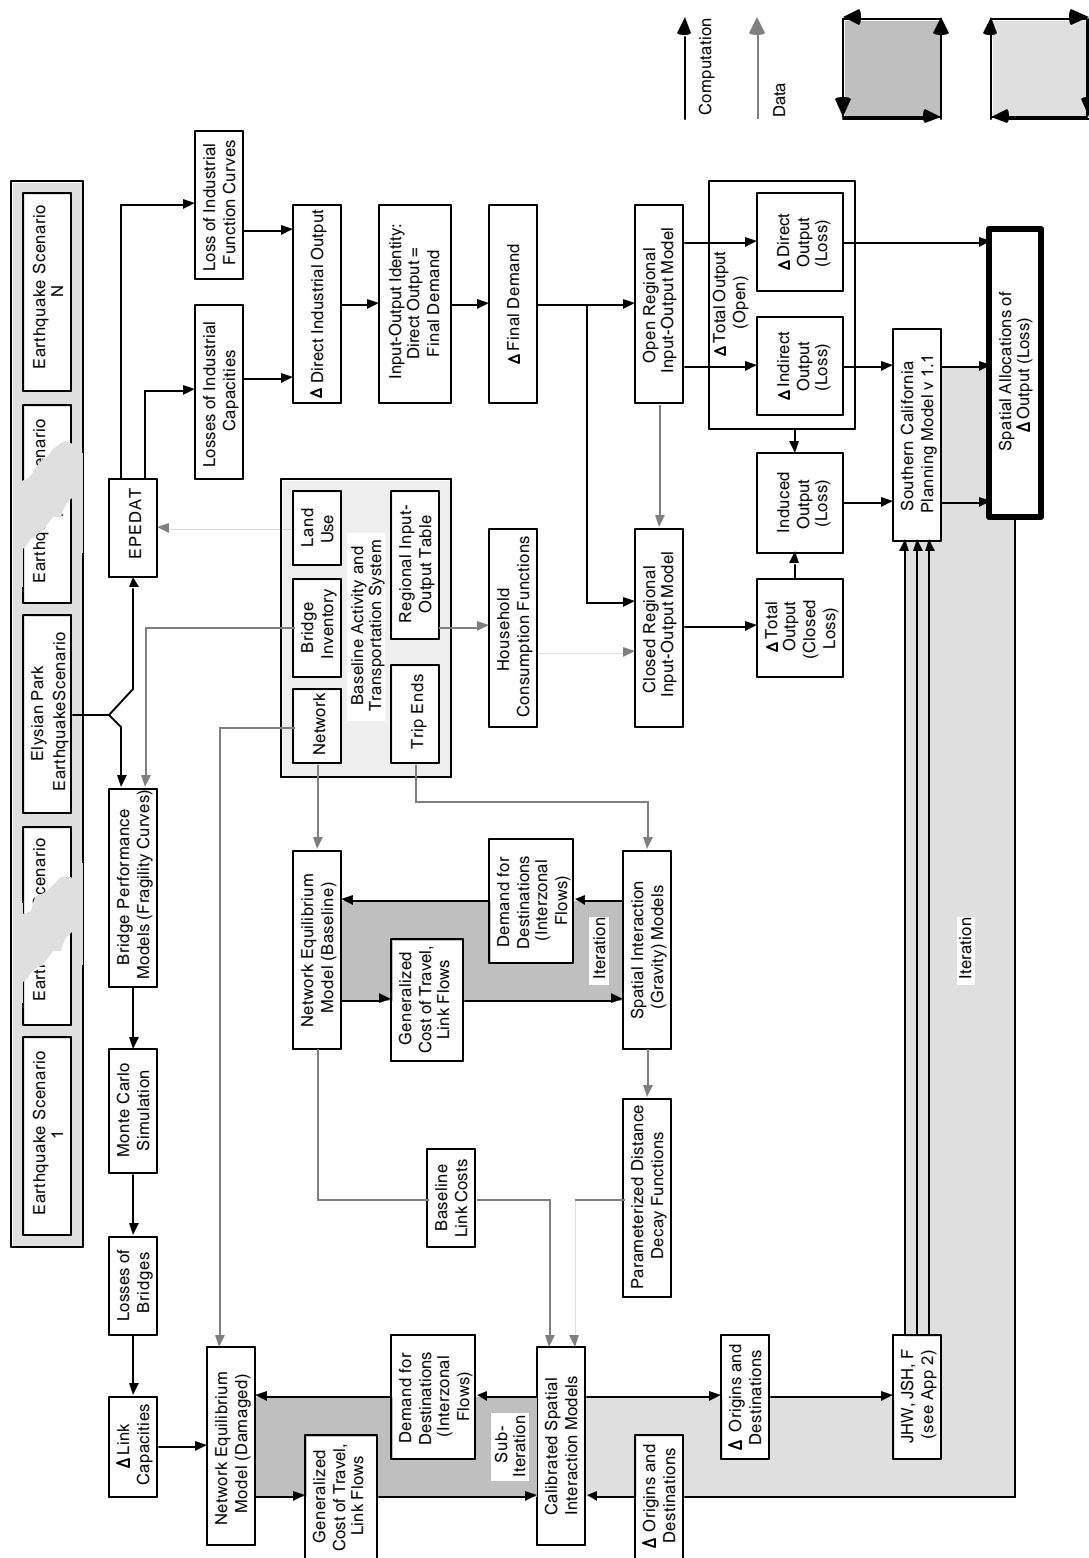 Earthquake Scenario
1
Elysian Park
EarthquakeScenario
Earthquake Scenario
N
Δ Link
Capacities
Losses of
Bridges
Monte Carlo
Simulation
Bridge Performance
Models (Fragility Curves)
EPEDAT
Losses of Industrial
Capacities
Loss of Industrial
Function Curves
Network Equilibrium
Model (Damaged)
Generalized
Cost of Travel,
Link Flows
Demand for
Destinations
(Interzonal
Flows)
Sub-
Iteration
Calibrated Spatial
Interaction Models
Δ Origins and
Destinations
Δ Origins and
Destinations
JHW, JSH, F
(see App 2)
Baseline
Link Costs
Parameterized Distance
Decay Functions
Network Equilibrium
Model (Baseline)
Generalized
Cost of Travel,
Link Flows
Demand for
Destinations
(Interzonal
Flows)
Iteration
Spatial Interaction
(Gravity) Models
Network
Bridge
Inventory
Land
Use
Baseline Activity and
Transportation System
Trip Ends
Regional Input-
Output Table
Household
Consumption Functions
Closed Regional
Input-Output Model
Δ Total
Output
(Closed
Loss)
Induced
Output
(Loss)
Δ Direct Industrial Output
Input-Output Identity:
Direct Output =
Final Demand
Δ Final Demand
Open Regional
Input-Output Model
Δ Total Output
(Open)
Δ Indirect
Output
(Loss)
Δ Direct
Output
(Loss)
Southern California
Planning Model v 1.1
Spatial Allocations of
Δ Output (Loss)
Iteration
Computation
Data